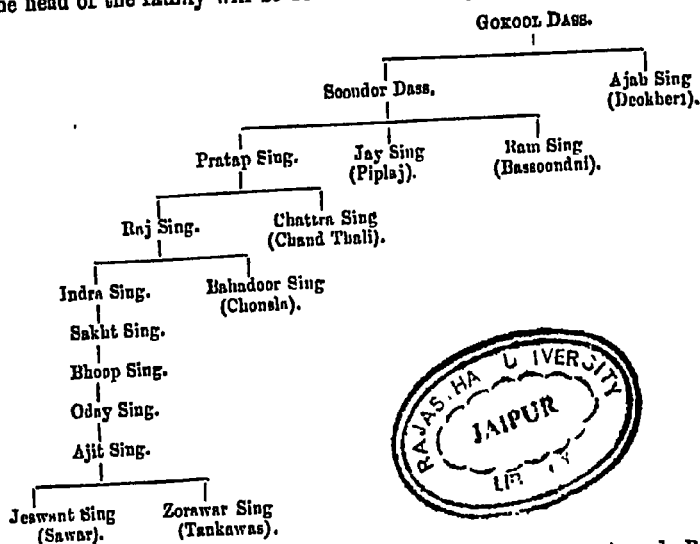 head of the family will be
GOKOOL DASS.
Soondor Dass.
Ajab Sing
(Deokheri).
Pratap Sing.
Jay Sing
(Piplaj).
Ram Sing
(Bassoondni).
Raj Sing.
Chattra Sing
(Chand Thali).
Indra Sing.
Bahadoor Sing
(Chonsla).
Sakht Sing.
Bhoop Sing.
Oday Sing.
Ajit Sing.
Jeswant Sing
(Sawar).
Zorawar Sing
(Tankawas).
JAIPUR